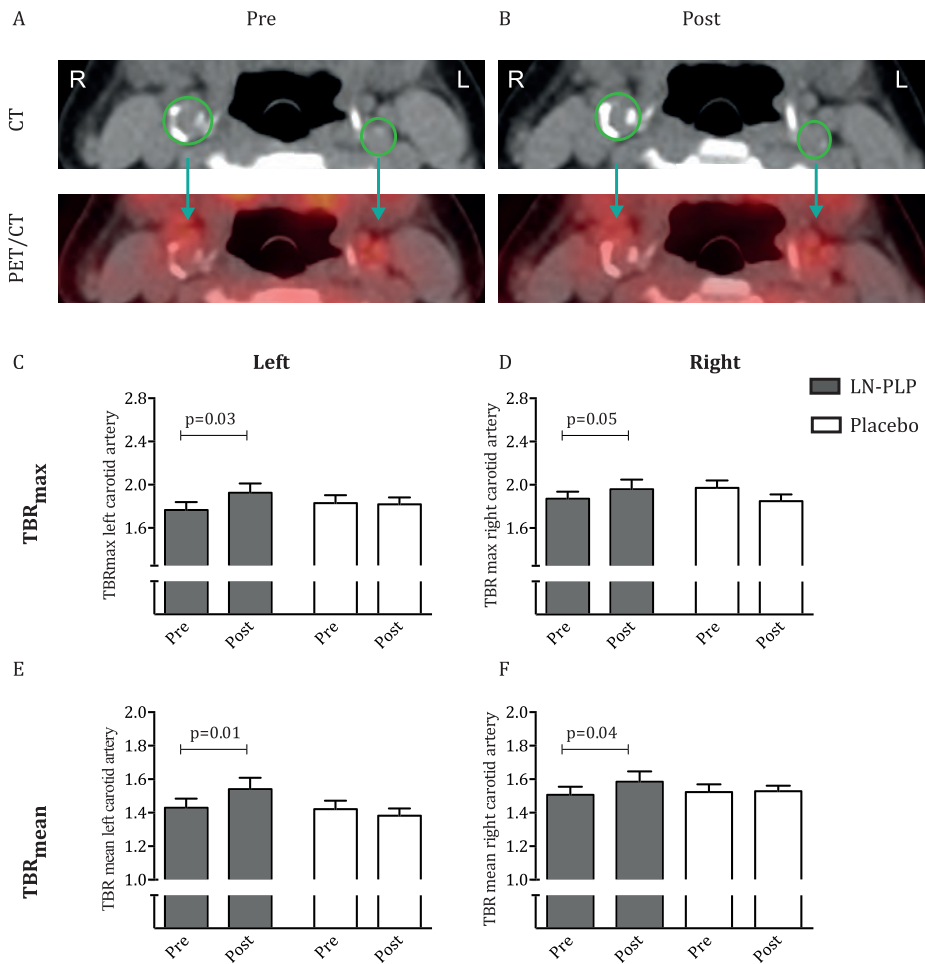 A Pre B Post
CT
R L R L
PET/CT
C Left D Right
LN-PLP
Placebo
TBRmax
TBRmax left carotid artery
2.8
2.4
2.0
1.6
p=0.03
Pre Post Pre Post
TBR max right carotid artery
2.8
2.4
2.0
1.6
p=0.05
Pre Post Pre Post
E F
TBRmean
TBR mean left carotid artery
2.0
1.8
1.6
1.4
1.2
1.0
p=0.01
Pre Post Pre Post
TBR mean right carotid artery
2.0
1.8
1.6
1.4
1.2
1.0
p=0.04
Pre Post Pre Post